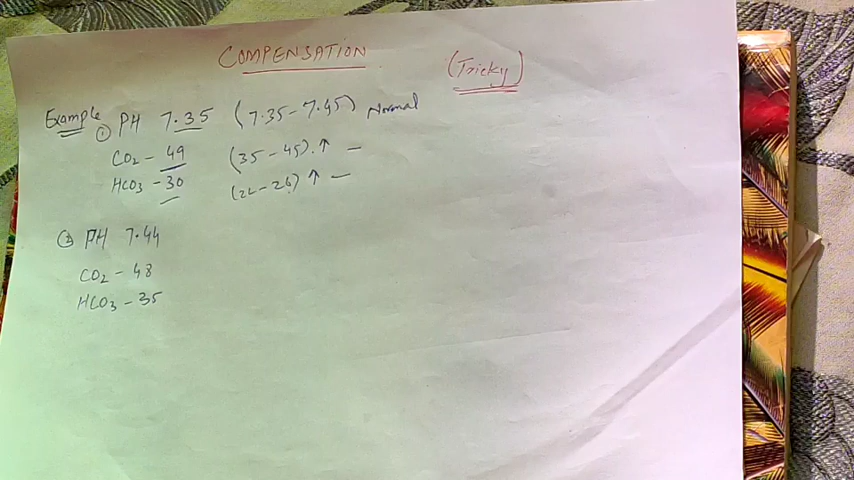 COMPENSATION
(Tricky)
Example ① PH 7.35 (7.35-7.45) Normal
CO2 - 49 (35-45).↑ -
HCO3 - 30 (22-26) ↑ -
② PH 7.44
CO2 - 48
HCO3 - 35